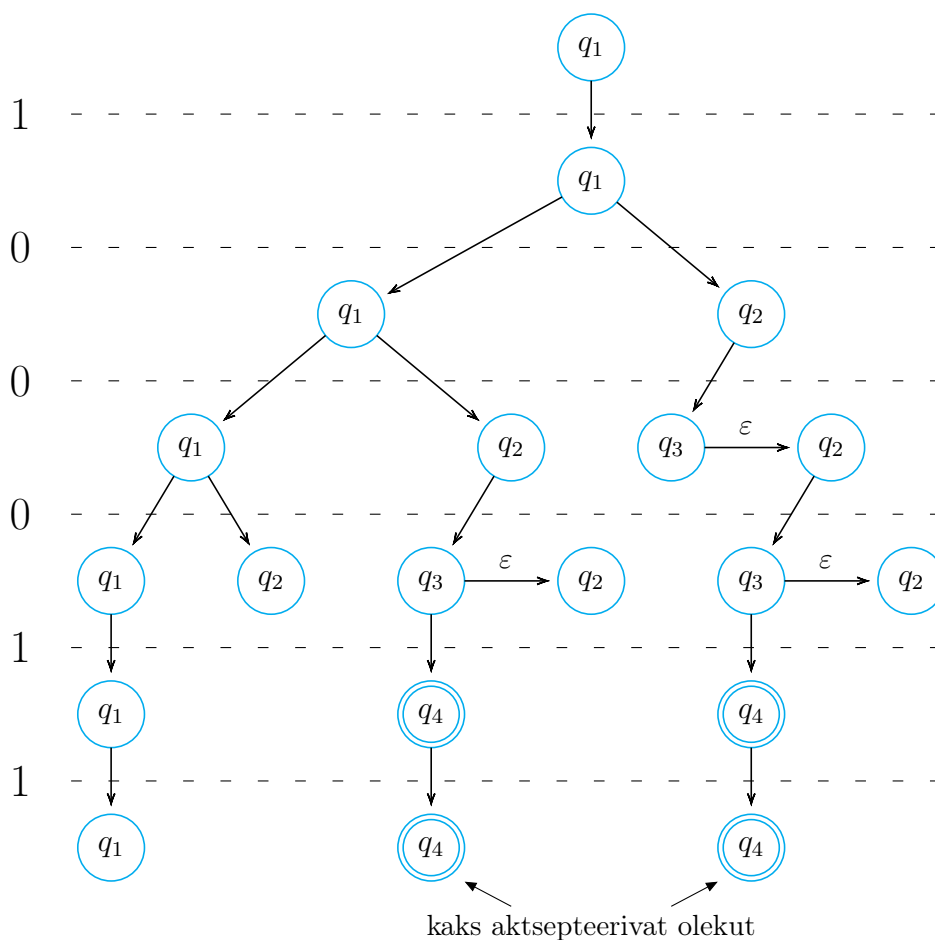 q₁
1
q₁
0
q₁ q₂
0
q₁ q₂ q₃ ε q₂
0
q₁ q₂ q₃ ε q₂ q₃ ε q₂
1
q₁ q₄ q₄
1
q₁ q₄ q₄
kaks aktsepteerivat olekut